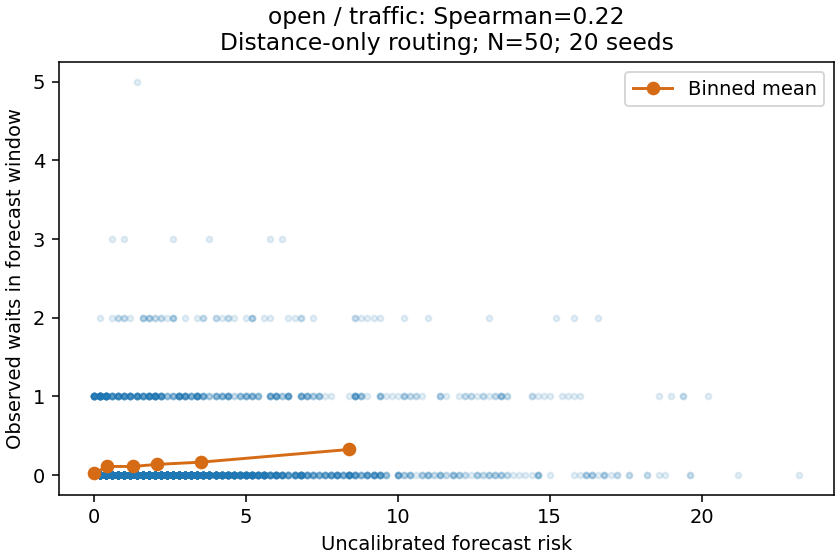 open / traffic: Spearman=0.22
Distance-only routing; N=50; 20 seeds
Binned mean
Observed waits in forecast window
5
4
3
2
1
0
0
5
10
15
20
Uncalibrated forecast risk